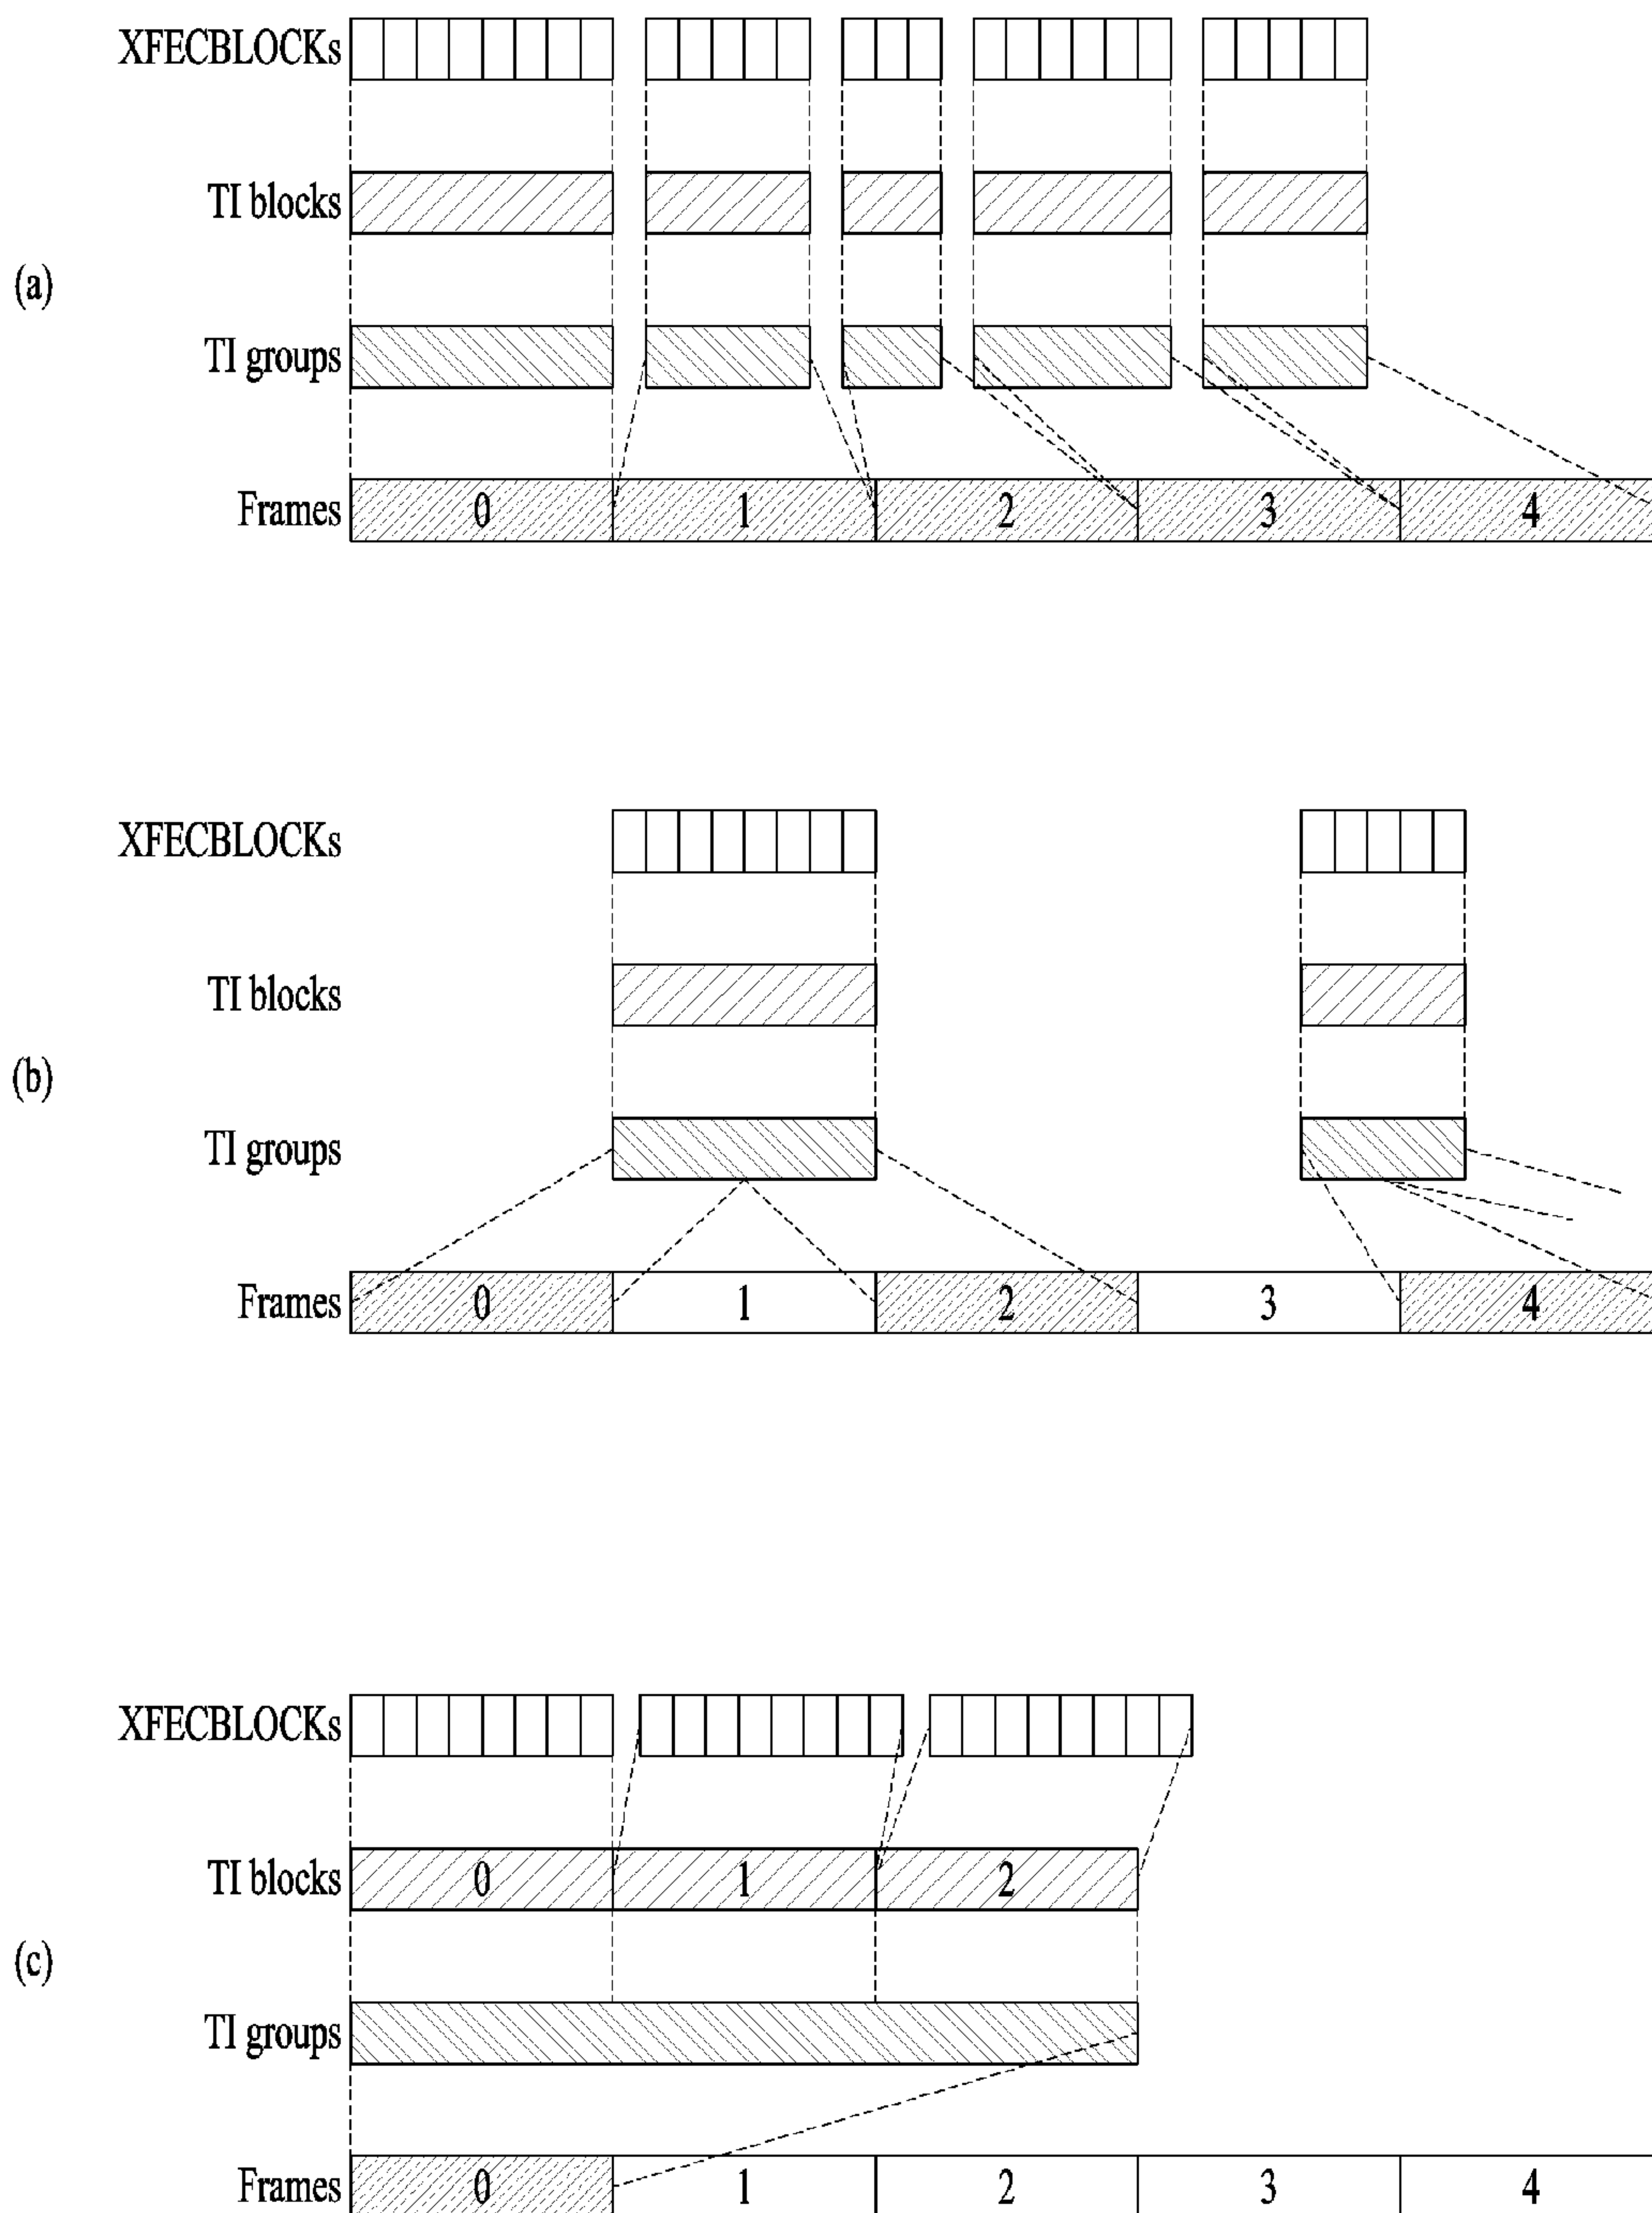 XFECBLOCKs
TI blocks
(a)
TI groups
Frames 0 1 2 3 4
XFECBLOCKs
TI blocks
(b)
TI groups
Frames 0 1 2 3 4
XFECBLOCKs
TI blocks 0 1 2
(c)
TI groups
Frames 0 1 2 3 4